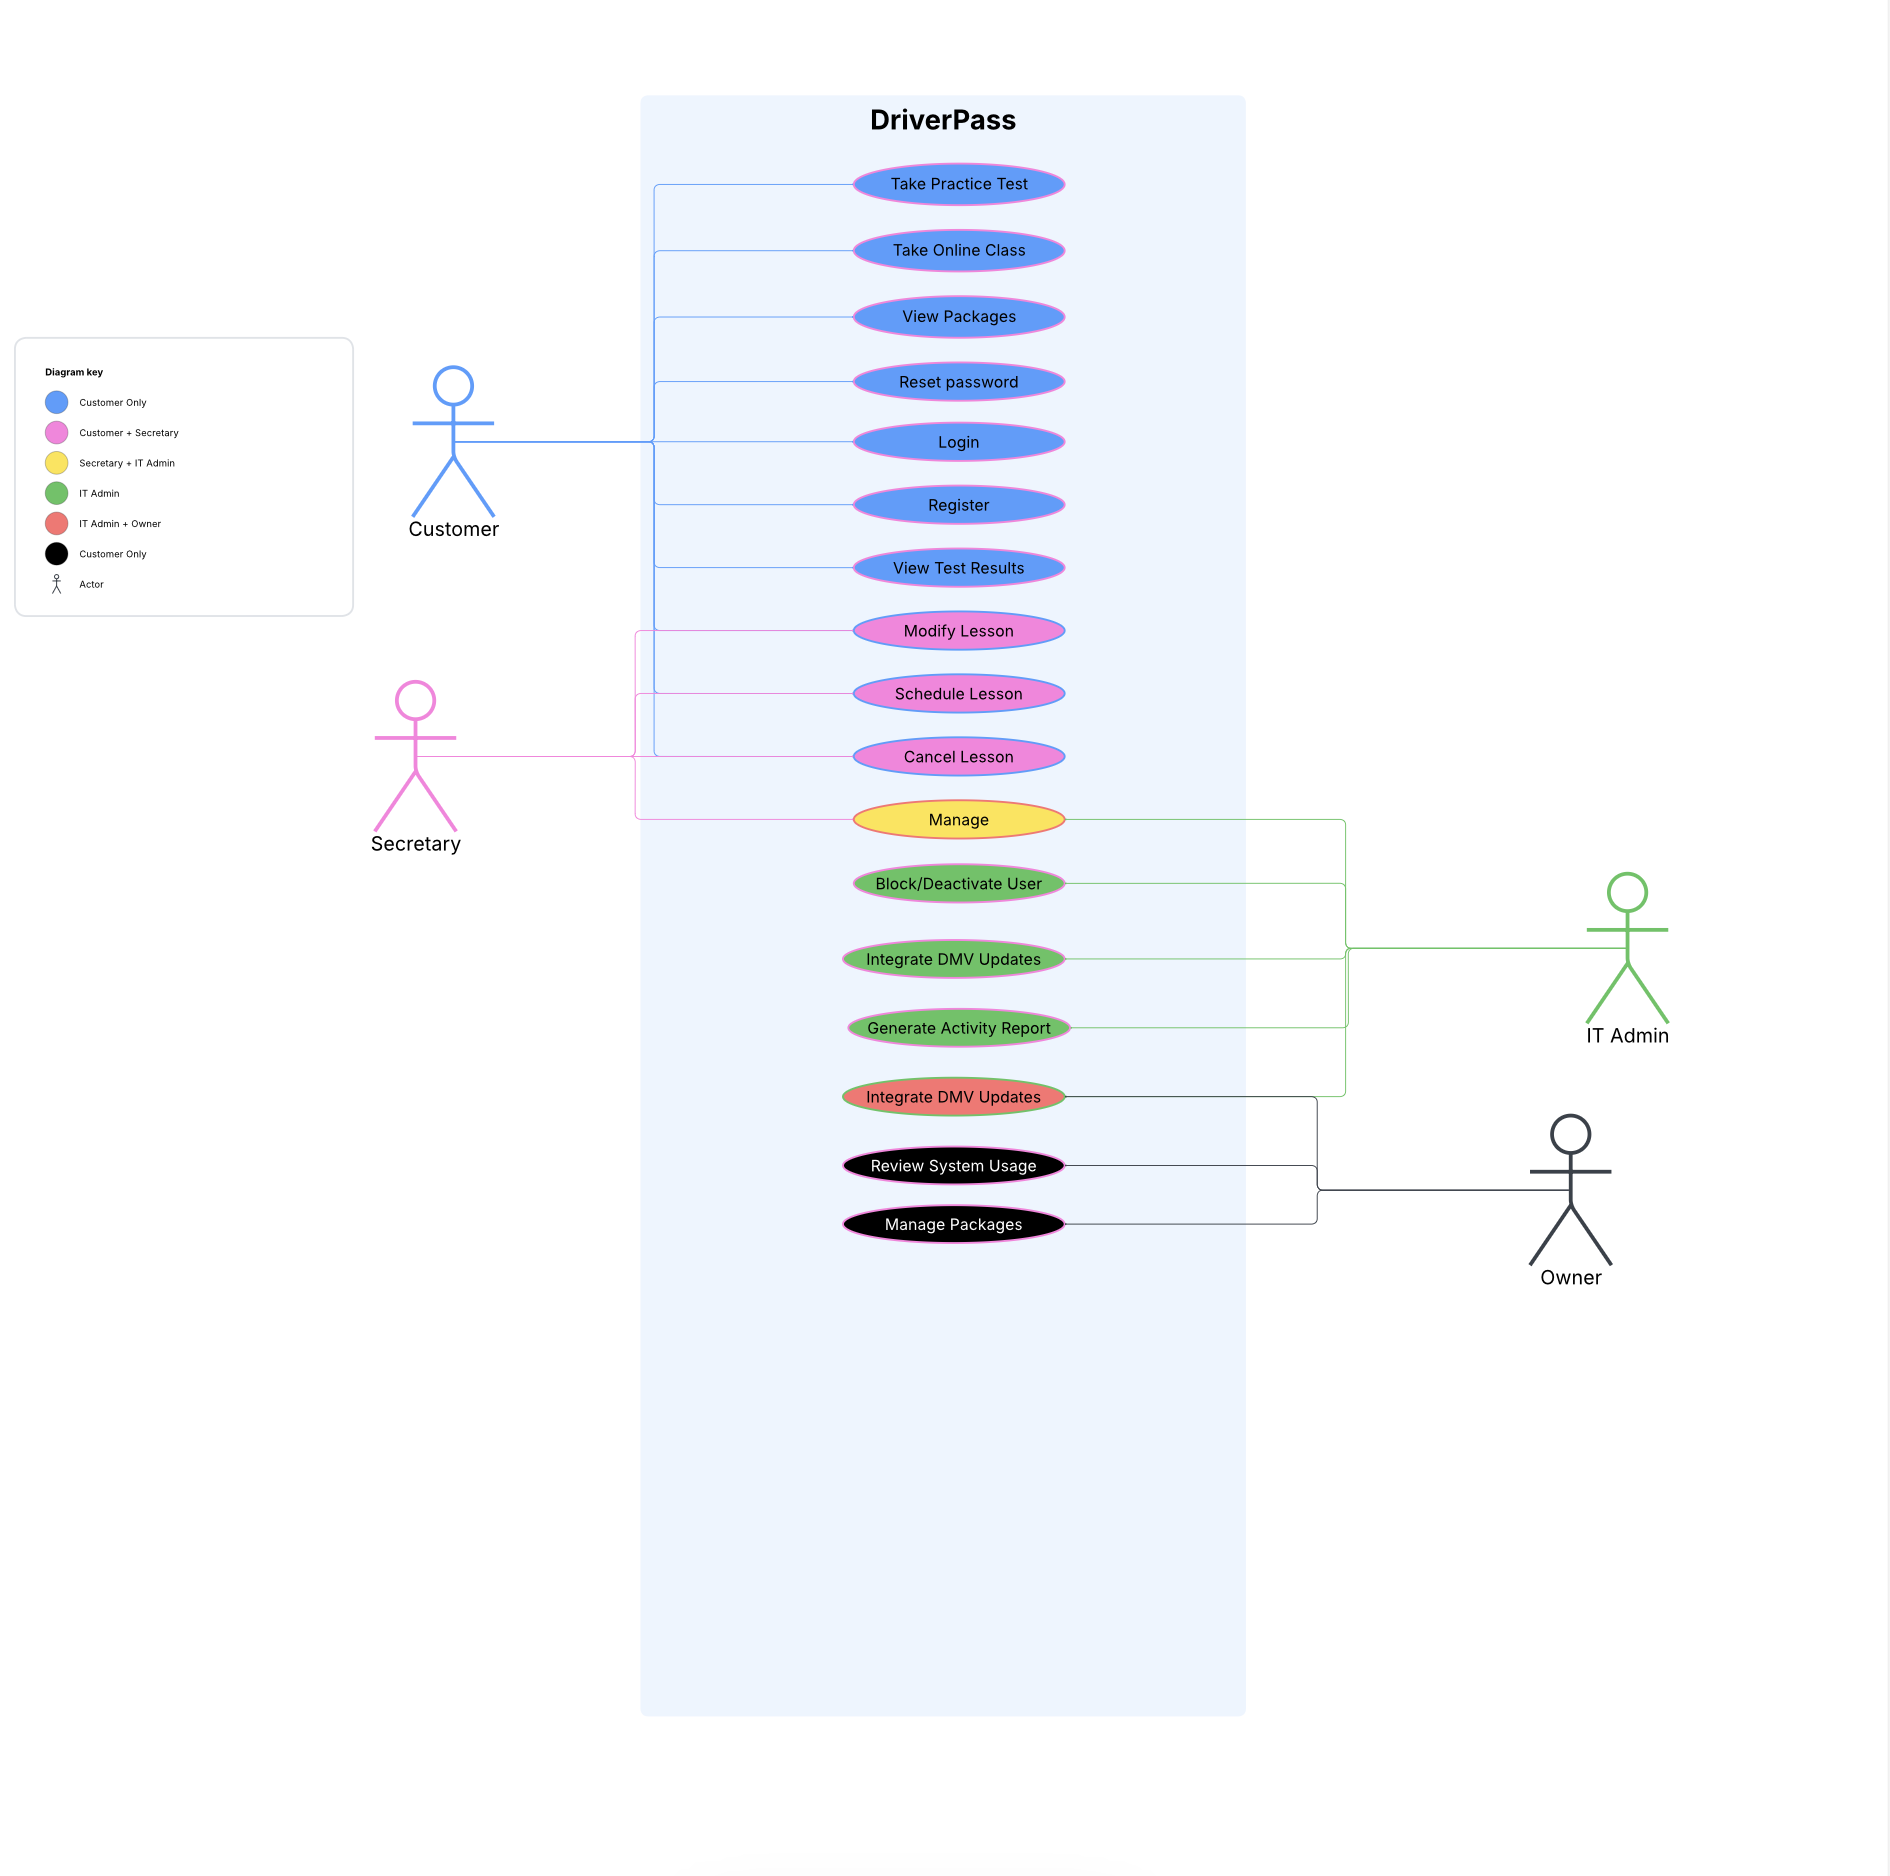 DriverPass
Take Practice Test
Take Online Class
View Packages
Reset password
Login
Register
View Test Results
Modify Lesson
Schedule Lesson
Cancel Lesson
Manage
Block/Deactivate User
Integrate DMV Updates
Generate Activity Report
Integrate DMV Updates
Review System Usage
Manage Packages
Diagram key
Customer Only
Customer + Secretary
Secretary + IT Admin
IT Admin
IT Admin + Owner
Customer Only
Actor
Customer
Secretary
IT Admin
Owner